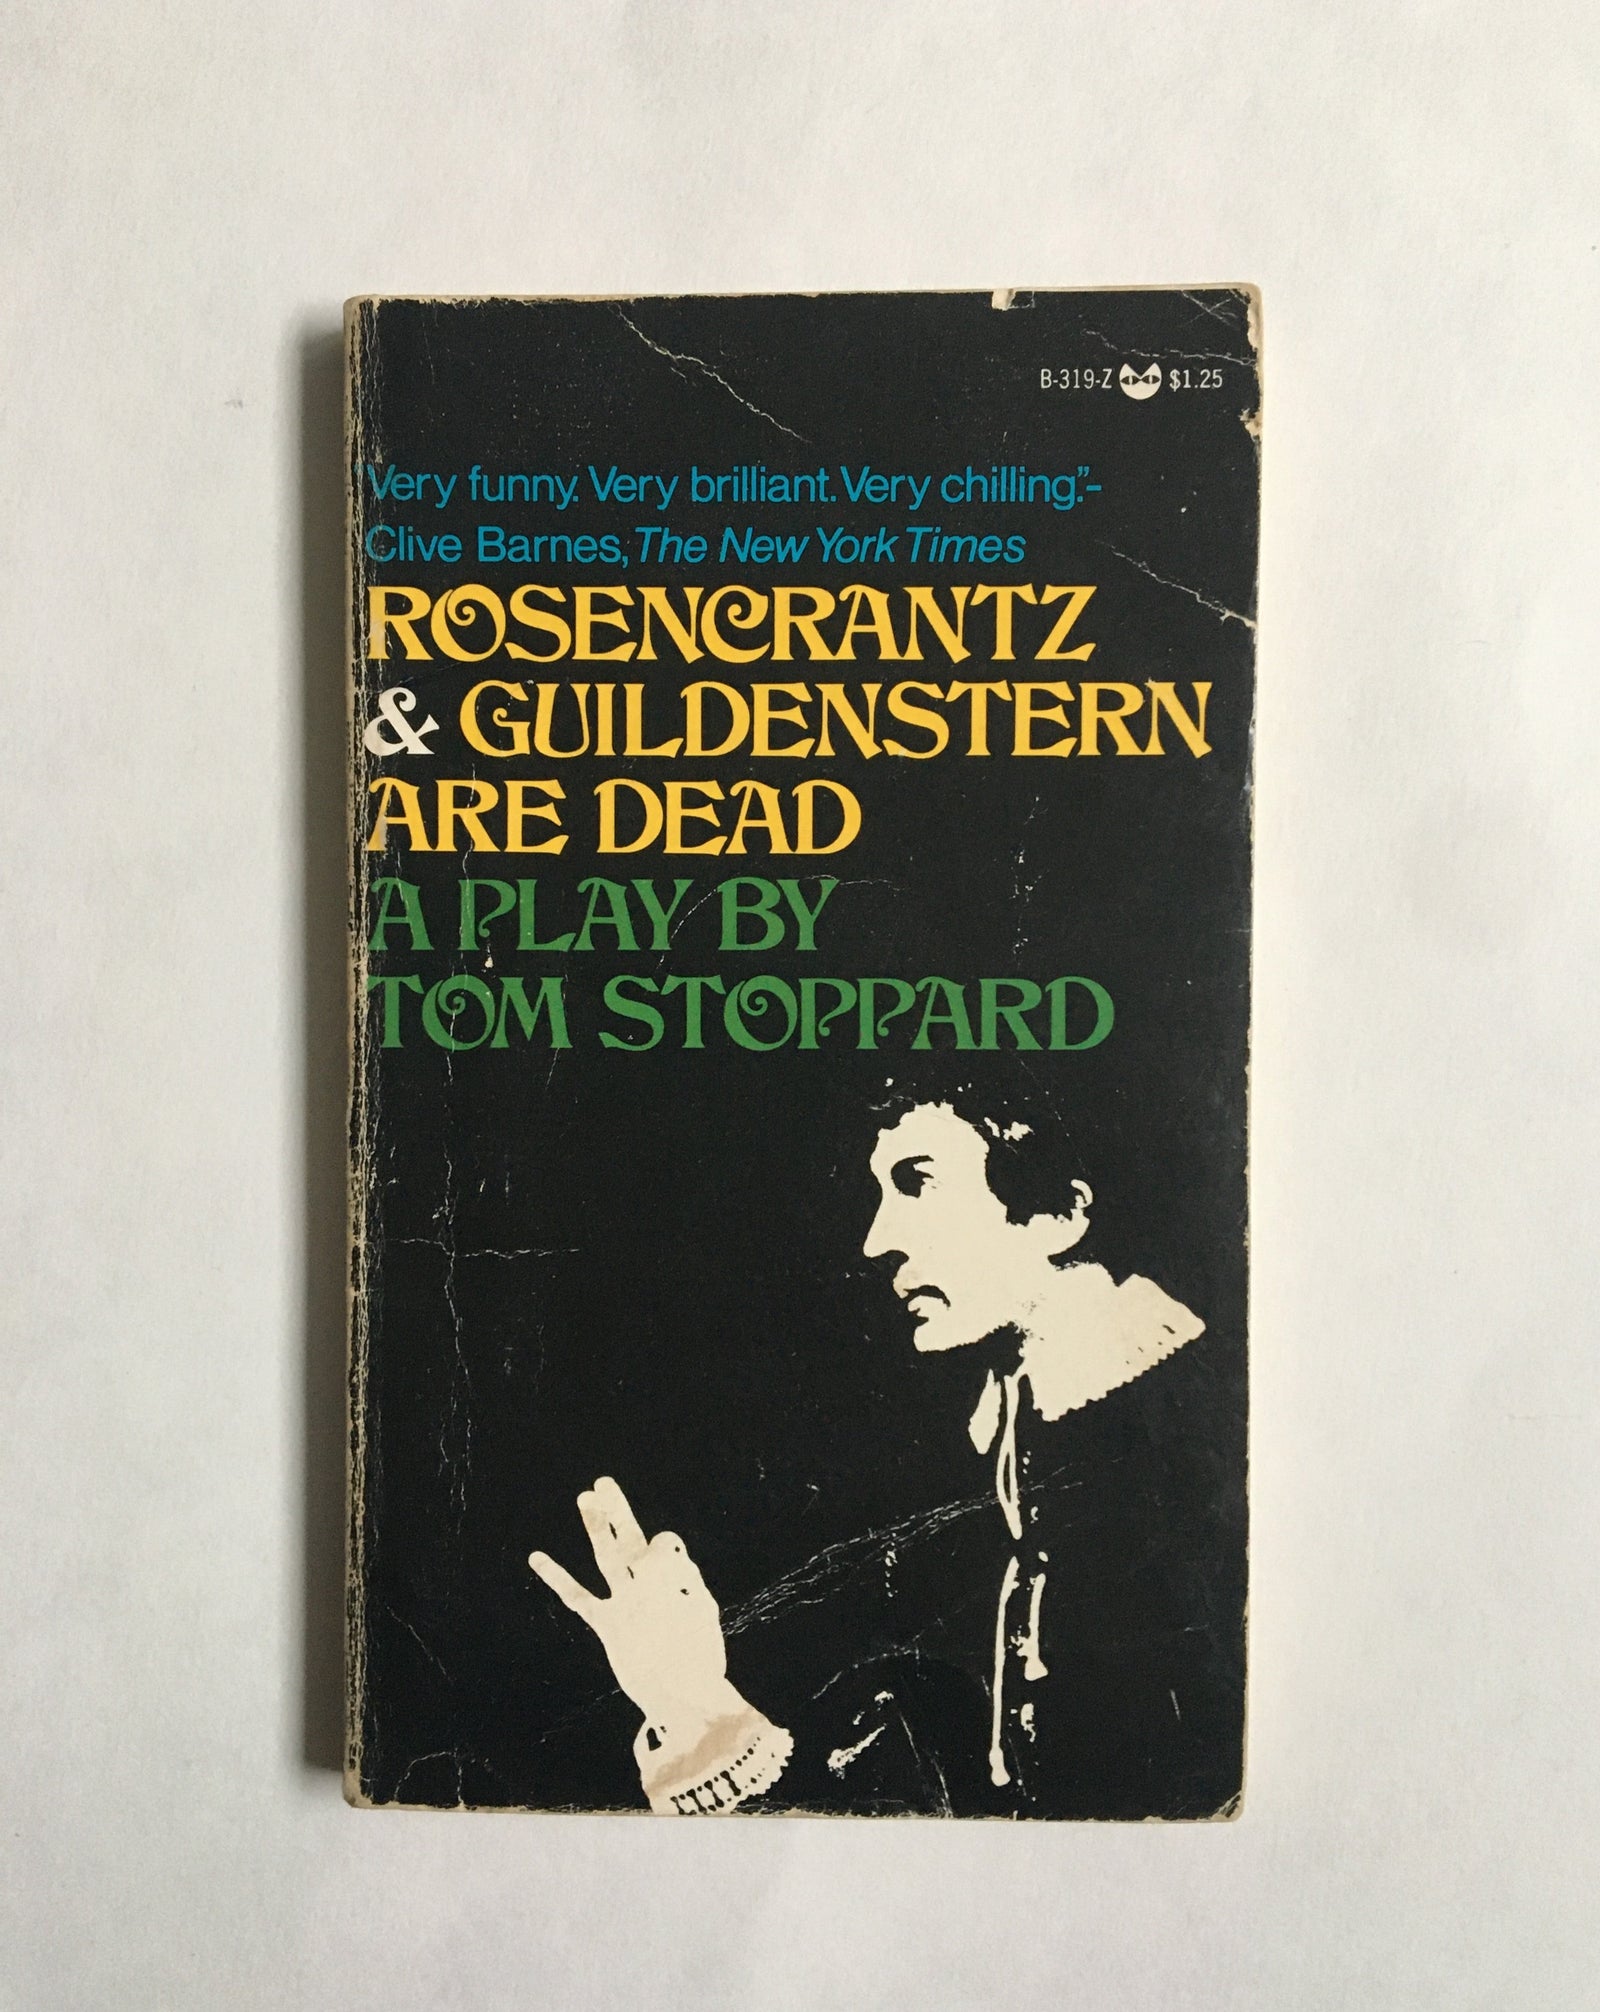 B-319-Z $1.25
"Very funny. Very brilliant. Very chilling."-
Clive Barnes, The New York Times
ROSENCRANTZ
& GUILDENSTERN
ARE DEAD
A PLAY BY
TOM STOPPARD